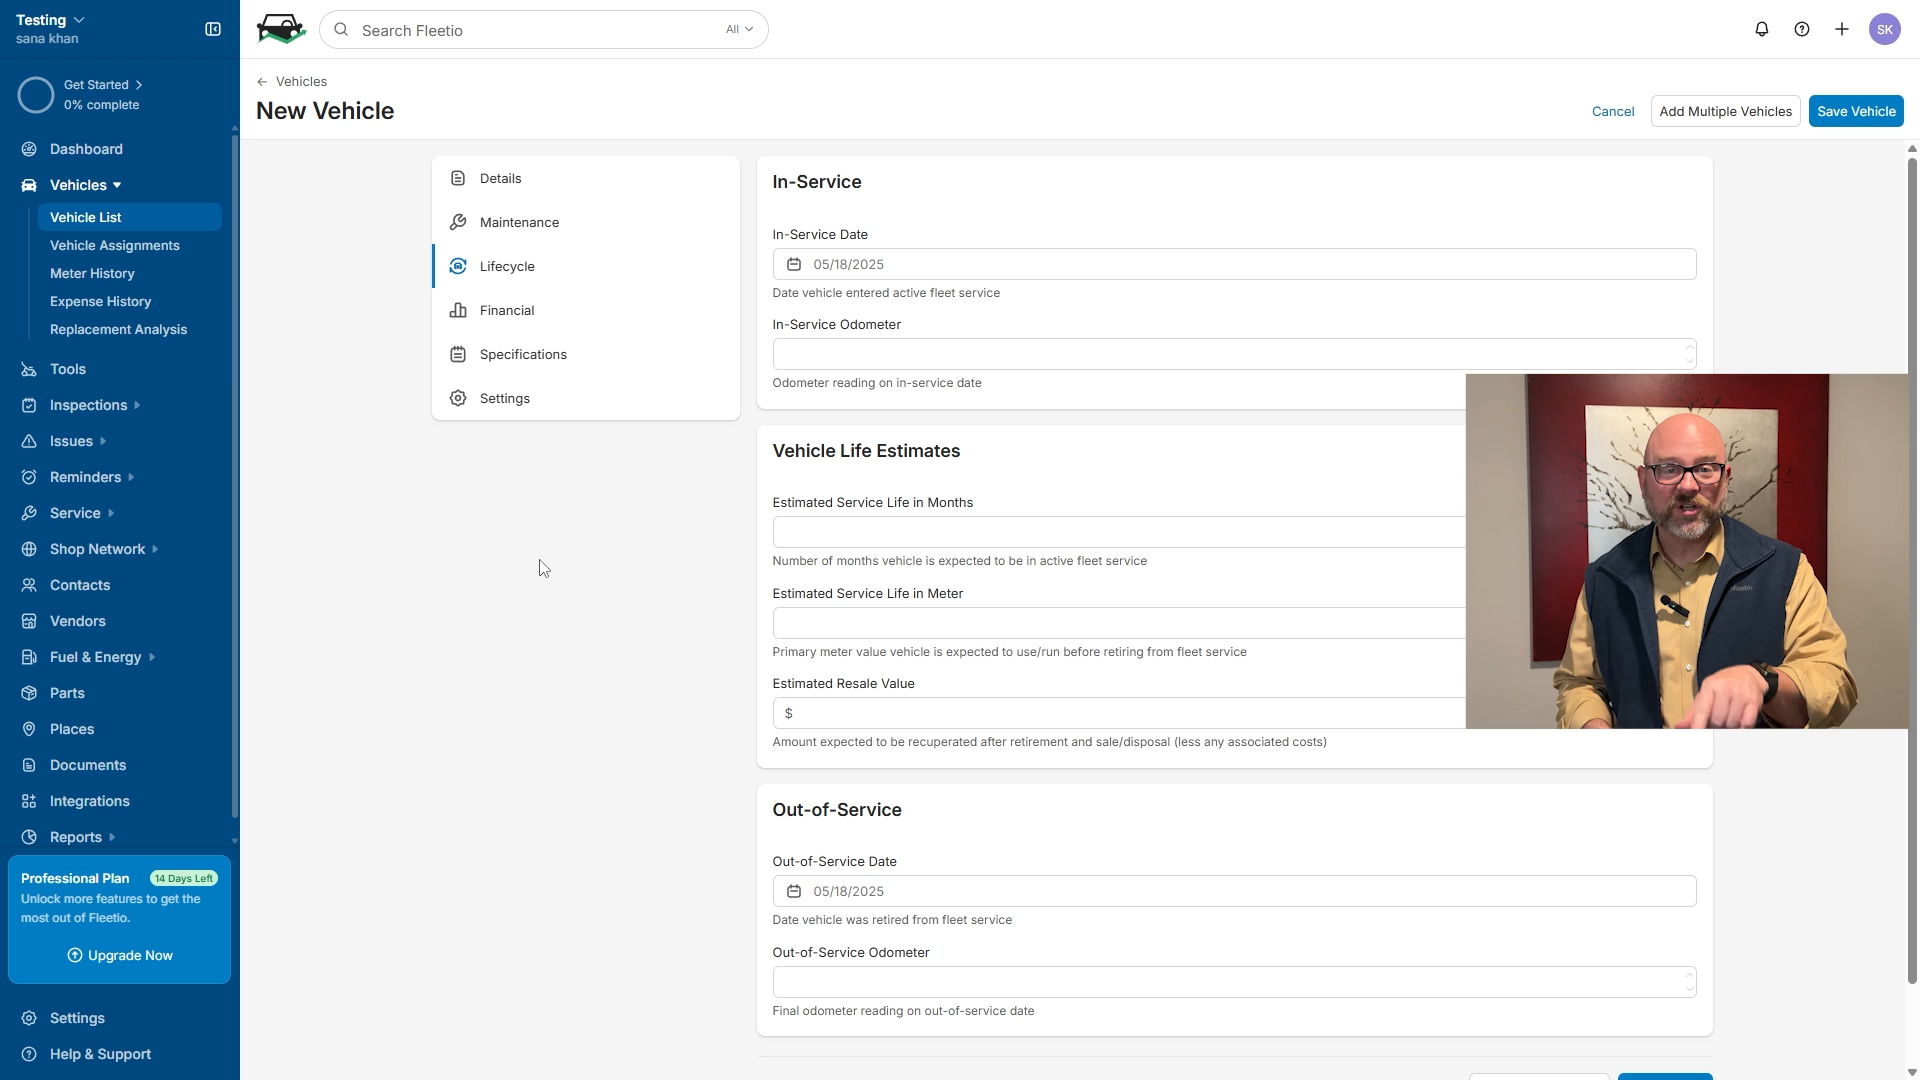 Testing
sana khan
Get Started
0% complete
Dashboard
Vehicles
Vehicle List
Vehicle Assignments
Meter History
Expense History
Replacement Analysis
Tools
Inspections
Issues
Reminders
Service
Shop Network
Contacts
Vendors
Fuel & Energy
Parts
Places
Documents
Integrations
Reports
Professional Plan
14 Days Left
Unlock more features to get the
most out of Fleetio.
Upgrade Now
Settings
Help & Support
Search Fleetio
All
SK
Vehicles
New Vehicle
Cancel
Add Multiple Vehicles
Save Vehicle
Details
Maintenance
Lifecycle
Financial
Specifications
Settings
In-Service
In-Service Date
05/18/2025
Date vehicle entered active fleet service
In-Service Odometer
Odometer reading on in-service date
Vehicle Life Estimates
Estimated Service Life in Months
Number of months vehicle is expected to be in active fleet service
Estimated Service Life in Meter
Primary meter value vehicle is expected to use/run before retiring from fleet service
Estimated Resale Value
$
Amount expected to be recuperated after retirement and sale/disposal (less any associated costs)
Out-of-Service
Out-of-Service Date
05/18/2025
Date vehicle was retired from fleet service
Out-of-Service Odometer
Final odometer reading on out-of-service date